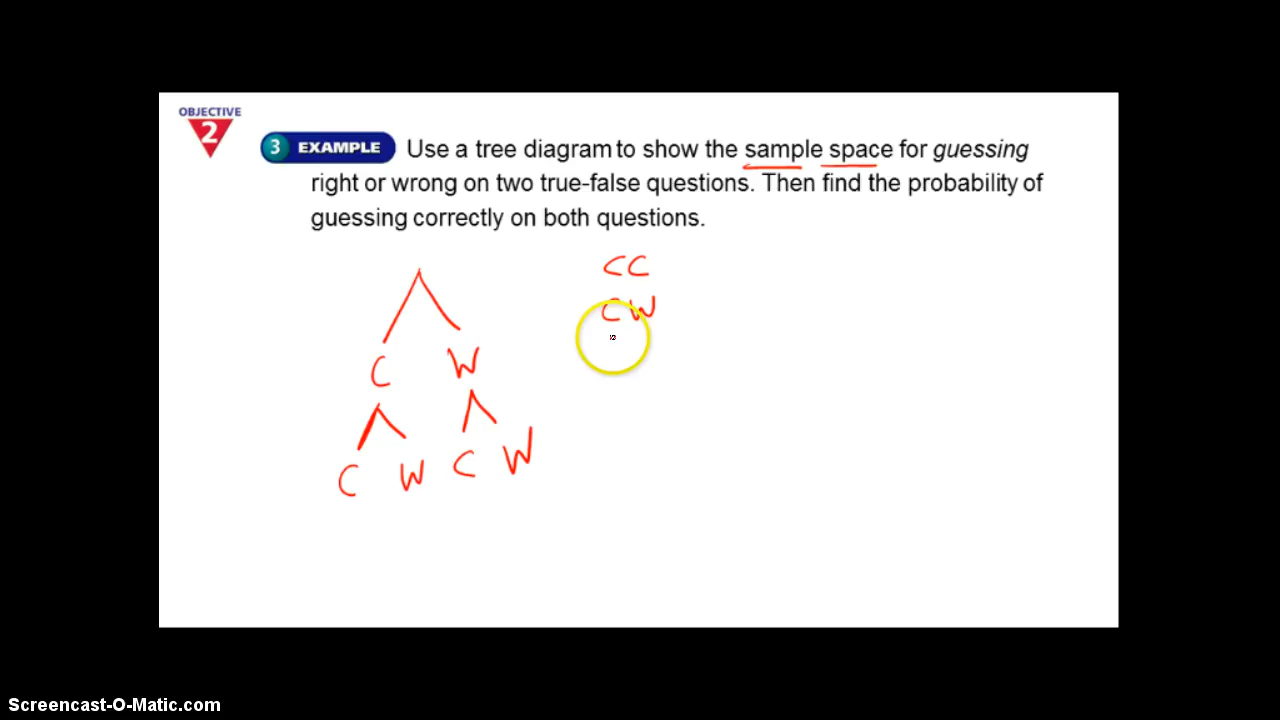 OBJECTIVE
2
3 EXAMPLE Use a tree diagram to show the sample space for guessing
right or wrong on two true-false questions. Then find the probability of
guessing correctly on both questions.
CC
CW
C W
C W C W
Screencast-O-Matic.com